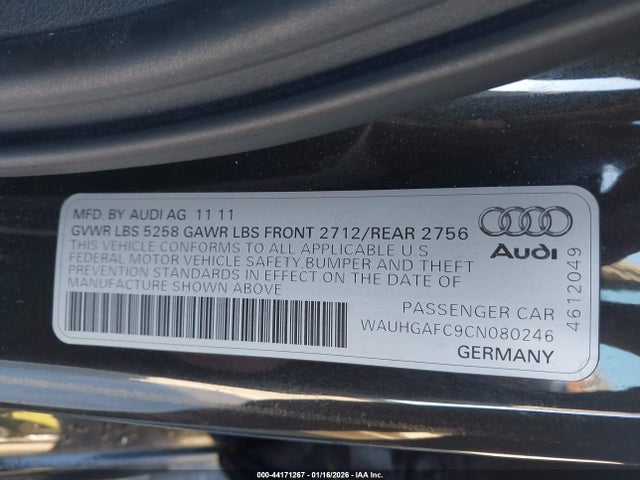 MFD. BY AUDI AG 11 11
GVWR LBS 5258 GAWR LBS FRONT 2712/REAR 2756
THIS VEHICLE CONFORMS TO ALL APPLICABLE U S
FEDERAL MOTOR VEHICLE SAFETY,BUMPER AND THEFT
PREVENTION STANDARDS IN EFFECT ON THE DATE OF
MANUFACTURE SHOWN ABOVE
Audi
4612049
PASSENGER CAR
WAUHGAFC9CN080246
GERMANY
000-44171267 - 01/16/2026 - IAA Inc.